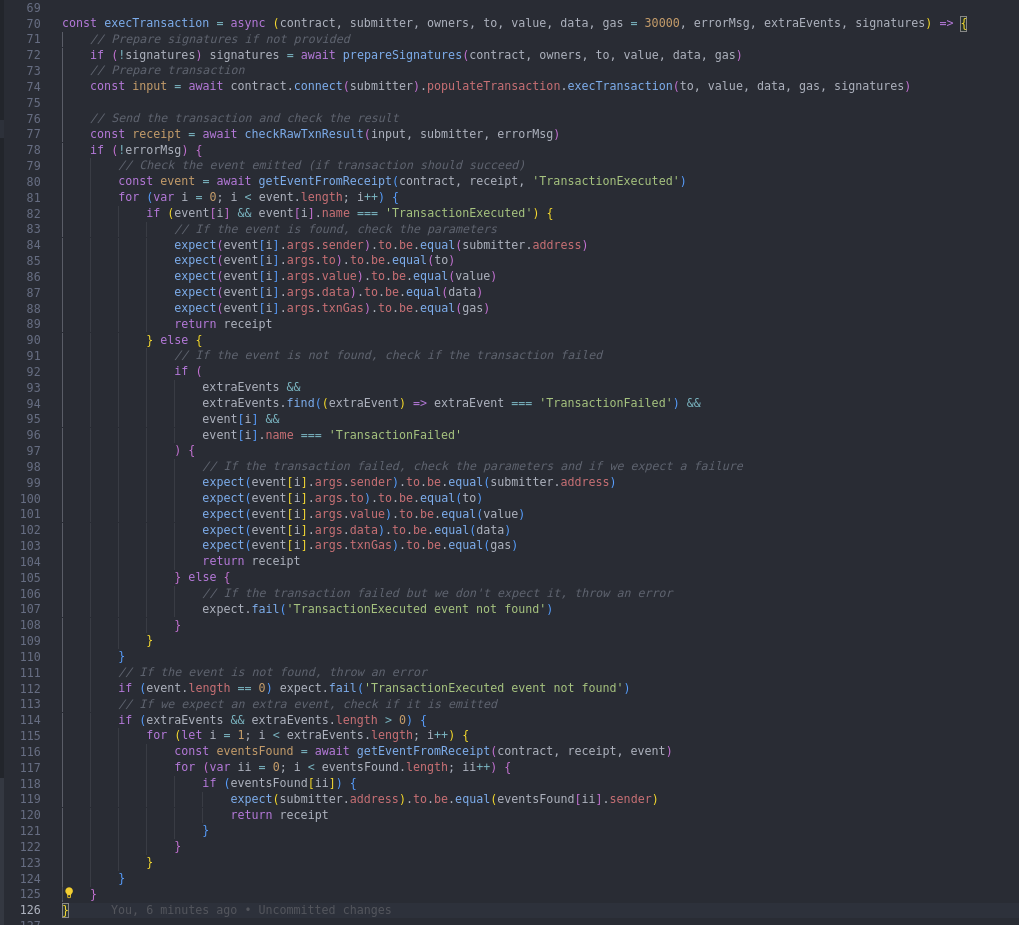 69
70 const execTransaction = async (contract, submitter, owners, to, value, data, gas = 30000, errorMsg, extraEvents, signatures) => {
71 // Prepare signatures if not provided
72 if (!signatures) signatures = await prepareSignatures(contract, owners, to, value, data, gas)
73 // Prepare transaction
74 const input = await contract.connect(submitter).populateTransaction.execTransaction(to, value, data, gas, signatures)
75
76 // Send the transaction and check the result
77 const receipt = await checkRawTxnResult(input, submitter, errorMsg)
78 if (!errorMsg) {
79 // Check the event emitted (if transaction should succeed)
80 const event = await getEventFromReceipt(contract, receipt, 'TransactionExecuted')
81 for (var i = 0; i < event.length; i++) {
82 if (event[i] && event[i].name === 'TransactionExecuted') {
83 // If the event is found, check the parameters
84 expect(event[i].args.sender).to.be.equal(submitter.address)
85 expect(event[i].args.to).to.be.equal(to)
86 expect(event[i].args.value).to.be.equal(value)
87 expect(event[i].args.data).to.be.equal(data)
88 expect(event[i].args.txnGas).to.be.equal(gas)
89 return receipt
90 } else {
91 // If the event is not found, check if the transaction failed
92 if (
93 extraEvents &&
94 extraEvents.find((extraEvent) => extraEvent === 'TransactionFailed') &&
95 event[i] &&
96 event[i].name === 'TransactionFailed'
97 ) {
98 // If the transaction failed, check the parameters and if we expect a failure
99 expect(event[i].args.sender).to.be.equal(submitter.address)
100 expect(event[i].args.to).to.be.equal(to)
101 expect(event[i].args.value).to.be.equal(value)
102 expect(event[i].args.data).to.be.equal(data)
103 expect(event[i].args.txnGas).to.be.equal(gas)
104 return receipt
105 } else {
106 // If the transaction failed but we don't expect it, throw an error
107 expect.fail('TransactionExecuted event not found')
108 }
109 }
110 }
111 // If the event is not found, throw an error
112 if (event.length == 0) expect.fail('TransactionExecuted event not found')
113 // If we expect an extra event, check if it is emitted
114 if (extraEvents && extraEvents.length > 0) {
115 for (let i = 1; i < extraEvents.length; i++) {
116 const eventsFound = await getEventFromReceipt(contract, receipt, event)
117 for (var ii = 0; i < eventsFound.length; ii++) {
118 if (eventsFound[ii]) {
119 expect(submitter.address).to.be.equal(eventsFound[ii].sender)
120 return receipt
121 }
122 }
123 }
124 }
125 }
126 } You, 6 minutes ago • Uncommitted changes
127